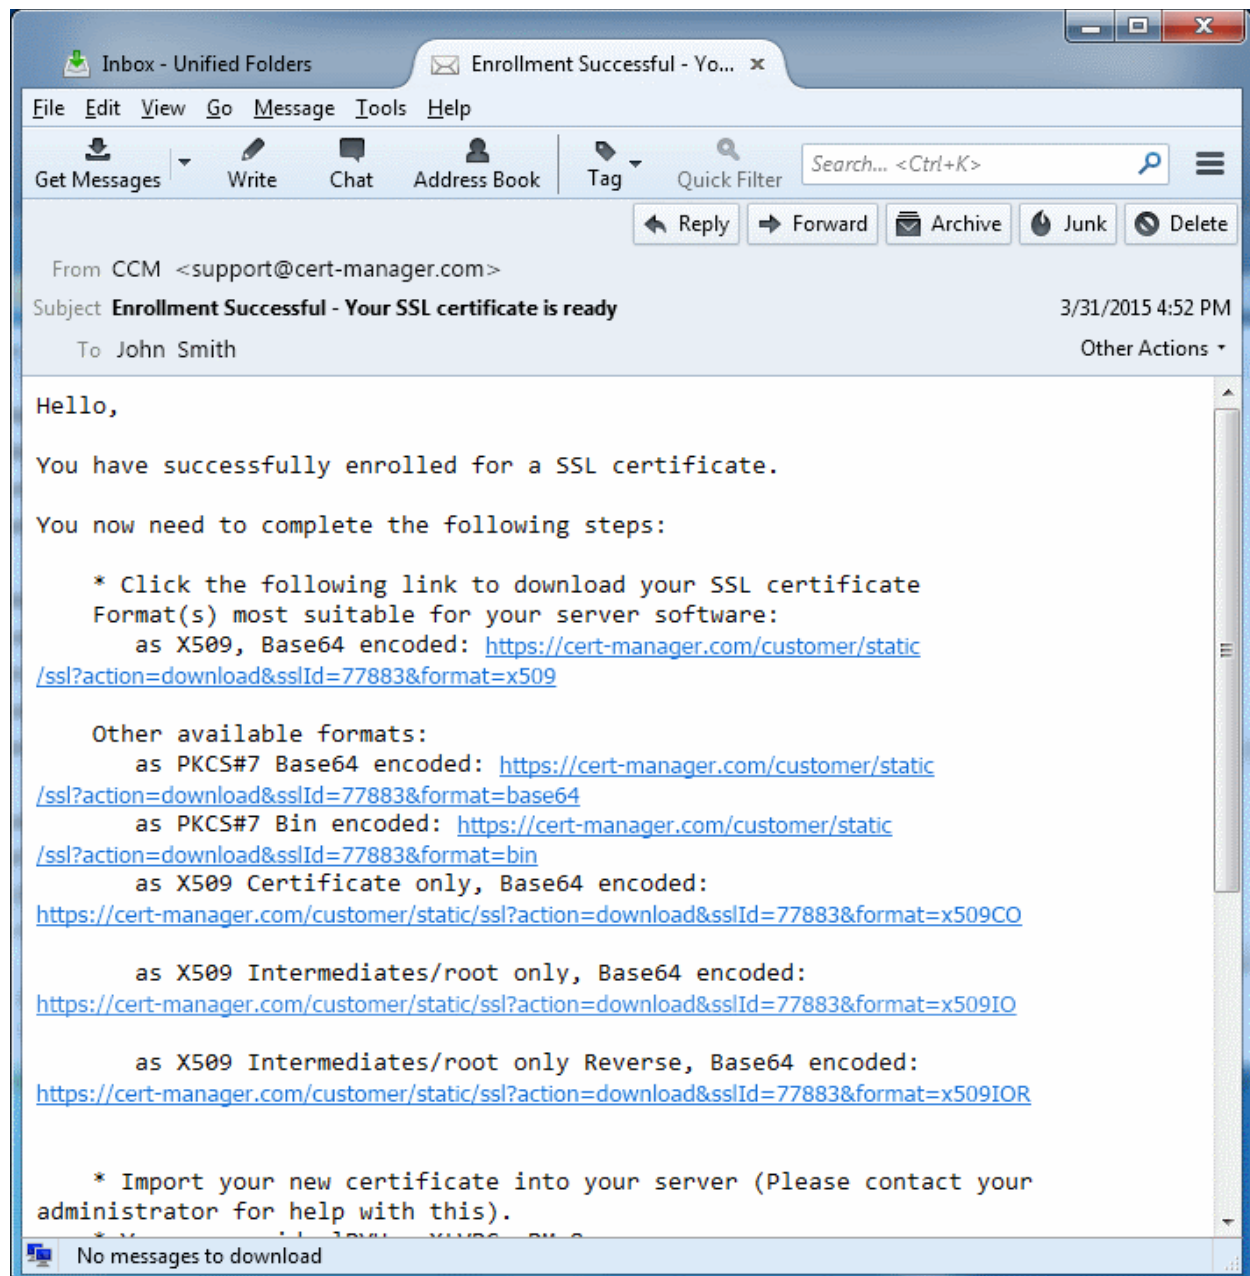 Inbox - Unified Folders
Enrollment Successful - Yo...
File Edit View Go Message Tools Help
Get Messages Write Chat Address Book Tag Quick Filter Search... <Ctrl+K>
Reply Forward Archive Junk Delete
From CCM <support@cert-manager.com>
Subject Enrollment Successful - Your SSL certificate is ready 3/31/2015 4:52 PM
To John Smith Other Actions
Hello,
You have successfully enrolled for a SSL certificate.
You now need to complete the following steps:
* Click the following link to download your SSL certificate
Format(s) most suitable for your server software:
as X509, Base64 encoded: https://cert-manager.com/customer/static
/ssl?action=download&sslId=77883&format=x509
Other available formats:
as PKCS#7 Base64 encoded: https://cert-manager.com/customer/static
/ssl?action=download&sslId=77883&format=base64
as PKCS#7 Bin encoded: https://cert-manager.com/customer/static
/ssl?action=download&sslId=77883&format=bin
as X509 Certificate only, Base64 encoded:
https://cert-manager.com/customer/static/ssl?action=download&sslId=77883&format=x509CO
as X509 Intermediates/root only, Base64 encoded:
https://cert-manager.com/customer/static/ssl?action=download&sslId=77883&format=x509IO
as X509 Intermediates/root only Reverse, Base64 encoded:
https://cert-manager.com/customer/static/ssl?action=download&sslId=77883&format=x509IOR
* Import your new certificate into your server (Please contact your
administrator for help with this).
No messages to download